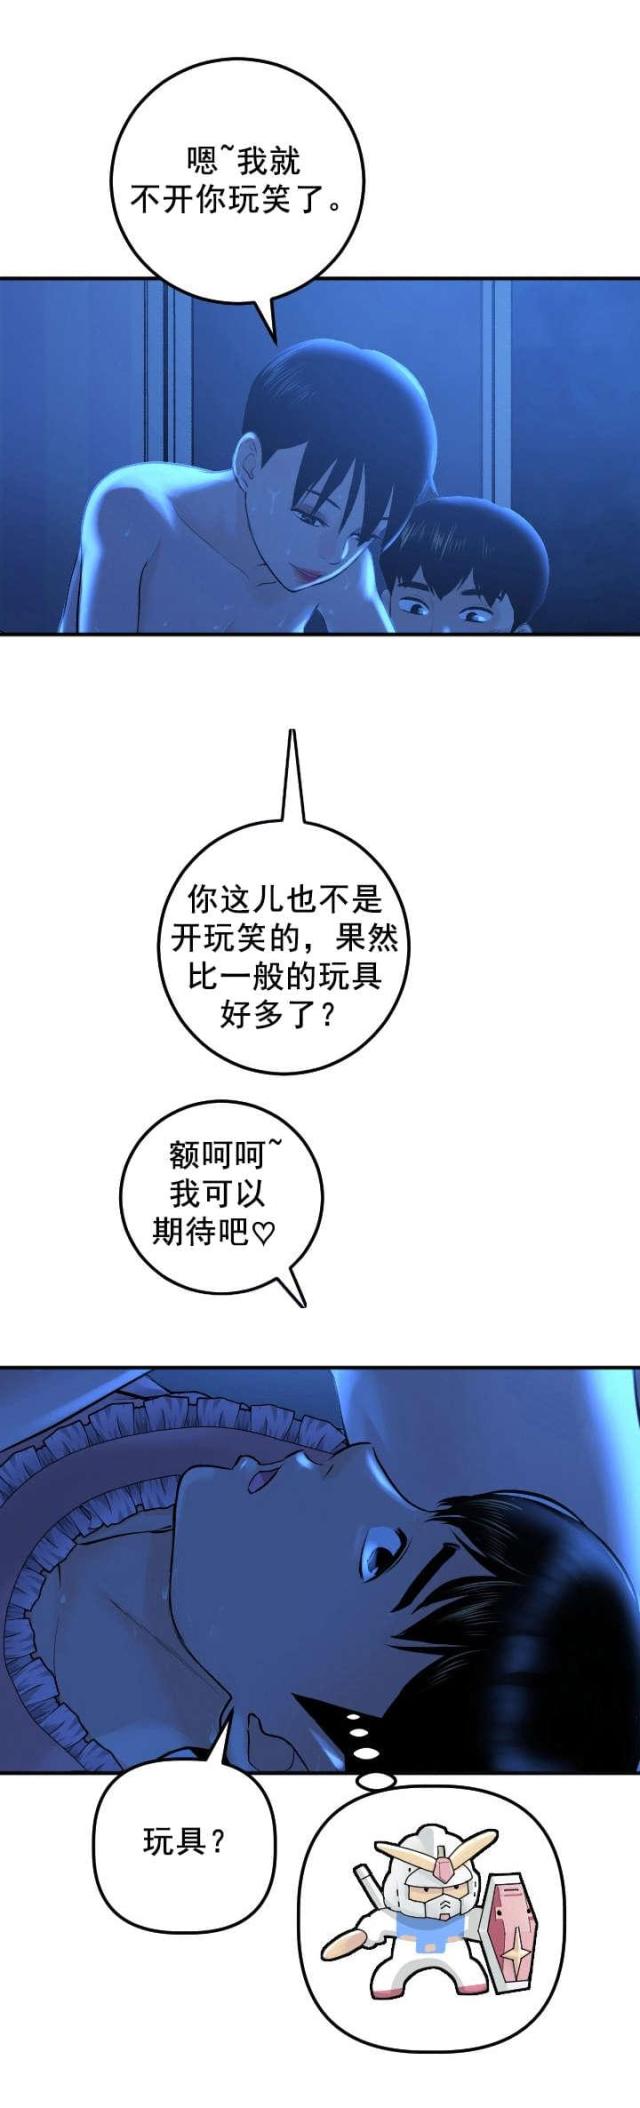 嗯~我就
不开你玩笑了。
你这儿也不是
开玩笑的，果然
比一般的玩具
好多了？
额呵呵~
我可以
期待吧♡
玩具？